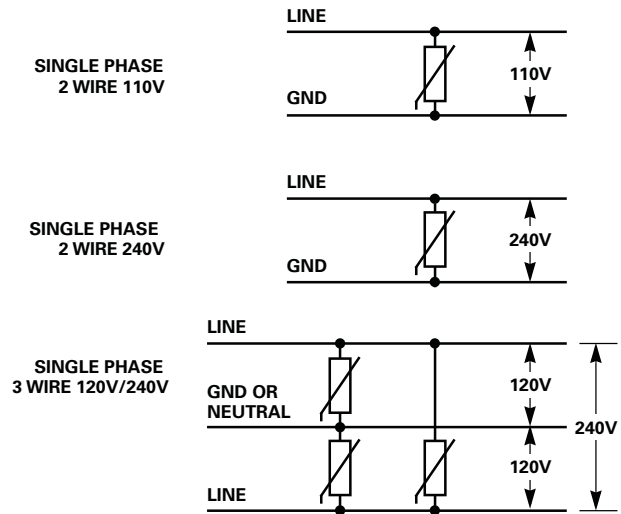 LINE
SINGLE PHASE
2 WIRE 110V
110V
GND
LINE
SINGLE PHASE
2 WIRE 240V
240V
GND
LINE
SINGLE PHASE
3 WIRE 120V/240V
120V
GND OR
NEUTRAL
240V
120V
LINE